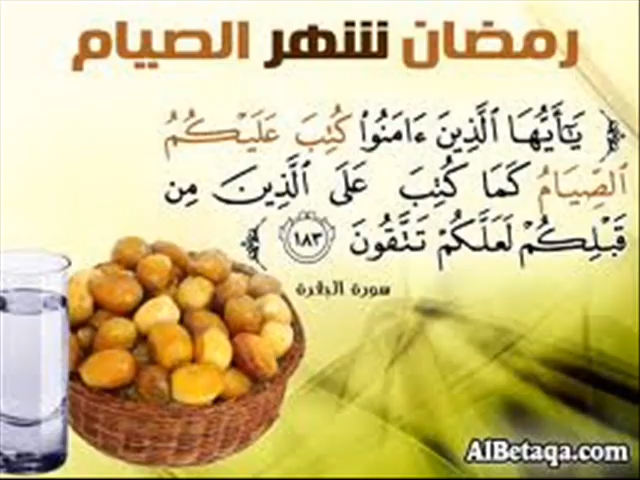 رمضان شهر الصيام
﴿ يَٰٓأَيُّهَا ٱلَّذِينَ ءَامَنُوا۟ كُتِبَ عَلَيْكُمُ
ٱلصِّيَامُ كَمَا كُتِبَ عَلَى ٱلَّذِينَ مِن
قَبْلِكُمْ لَعَلَّكُمْ تَتَّقُونَ ١٨٣ ﴾
سورة البقرة
AlBetaqa.com